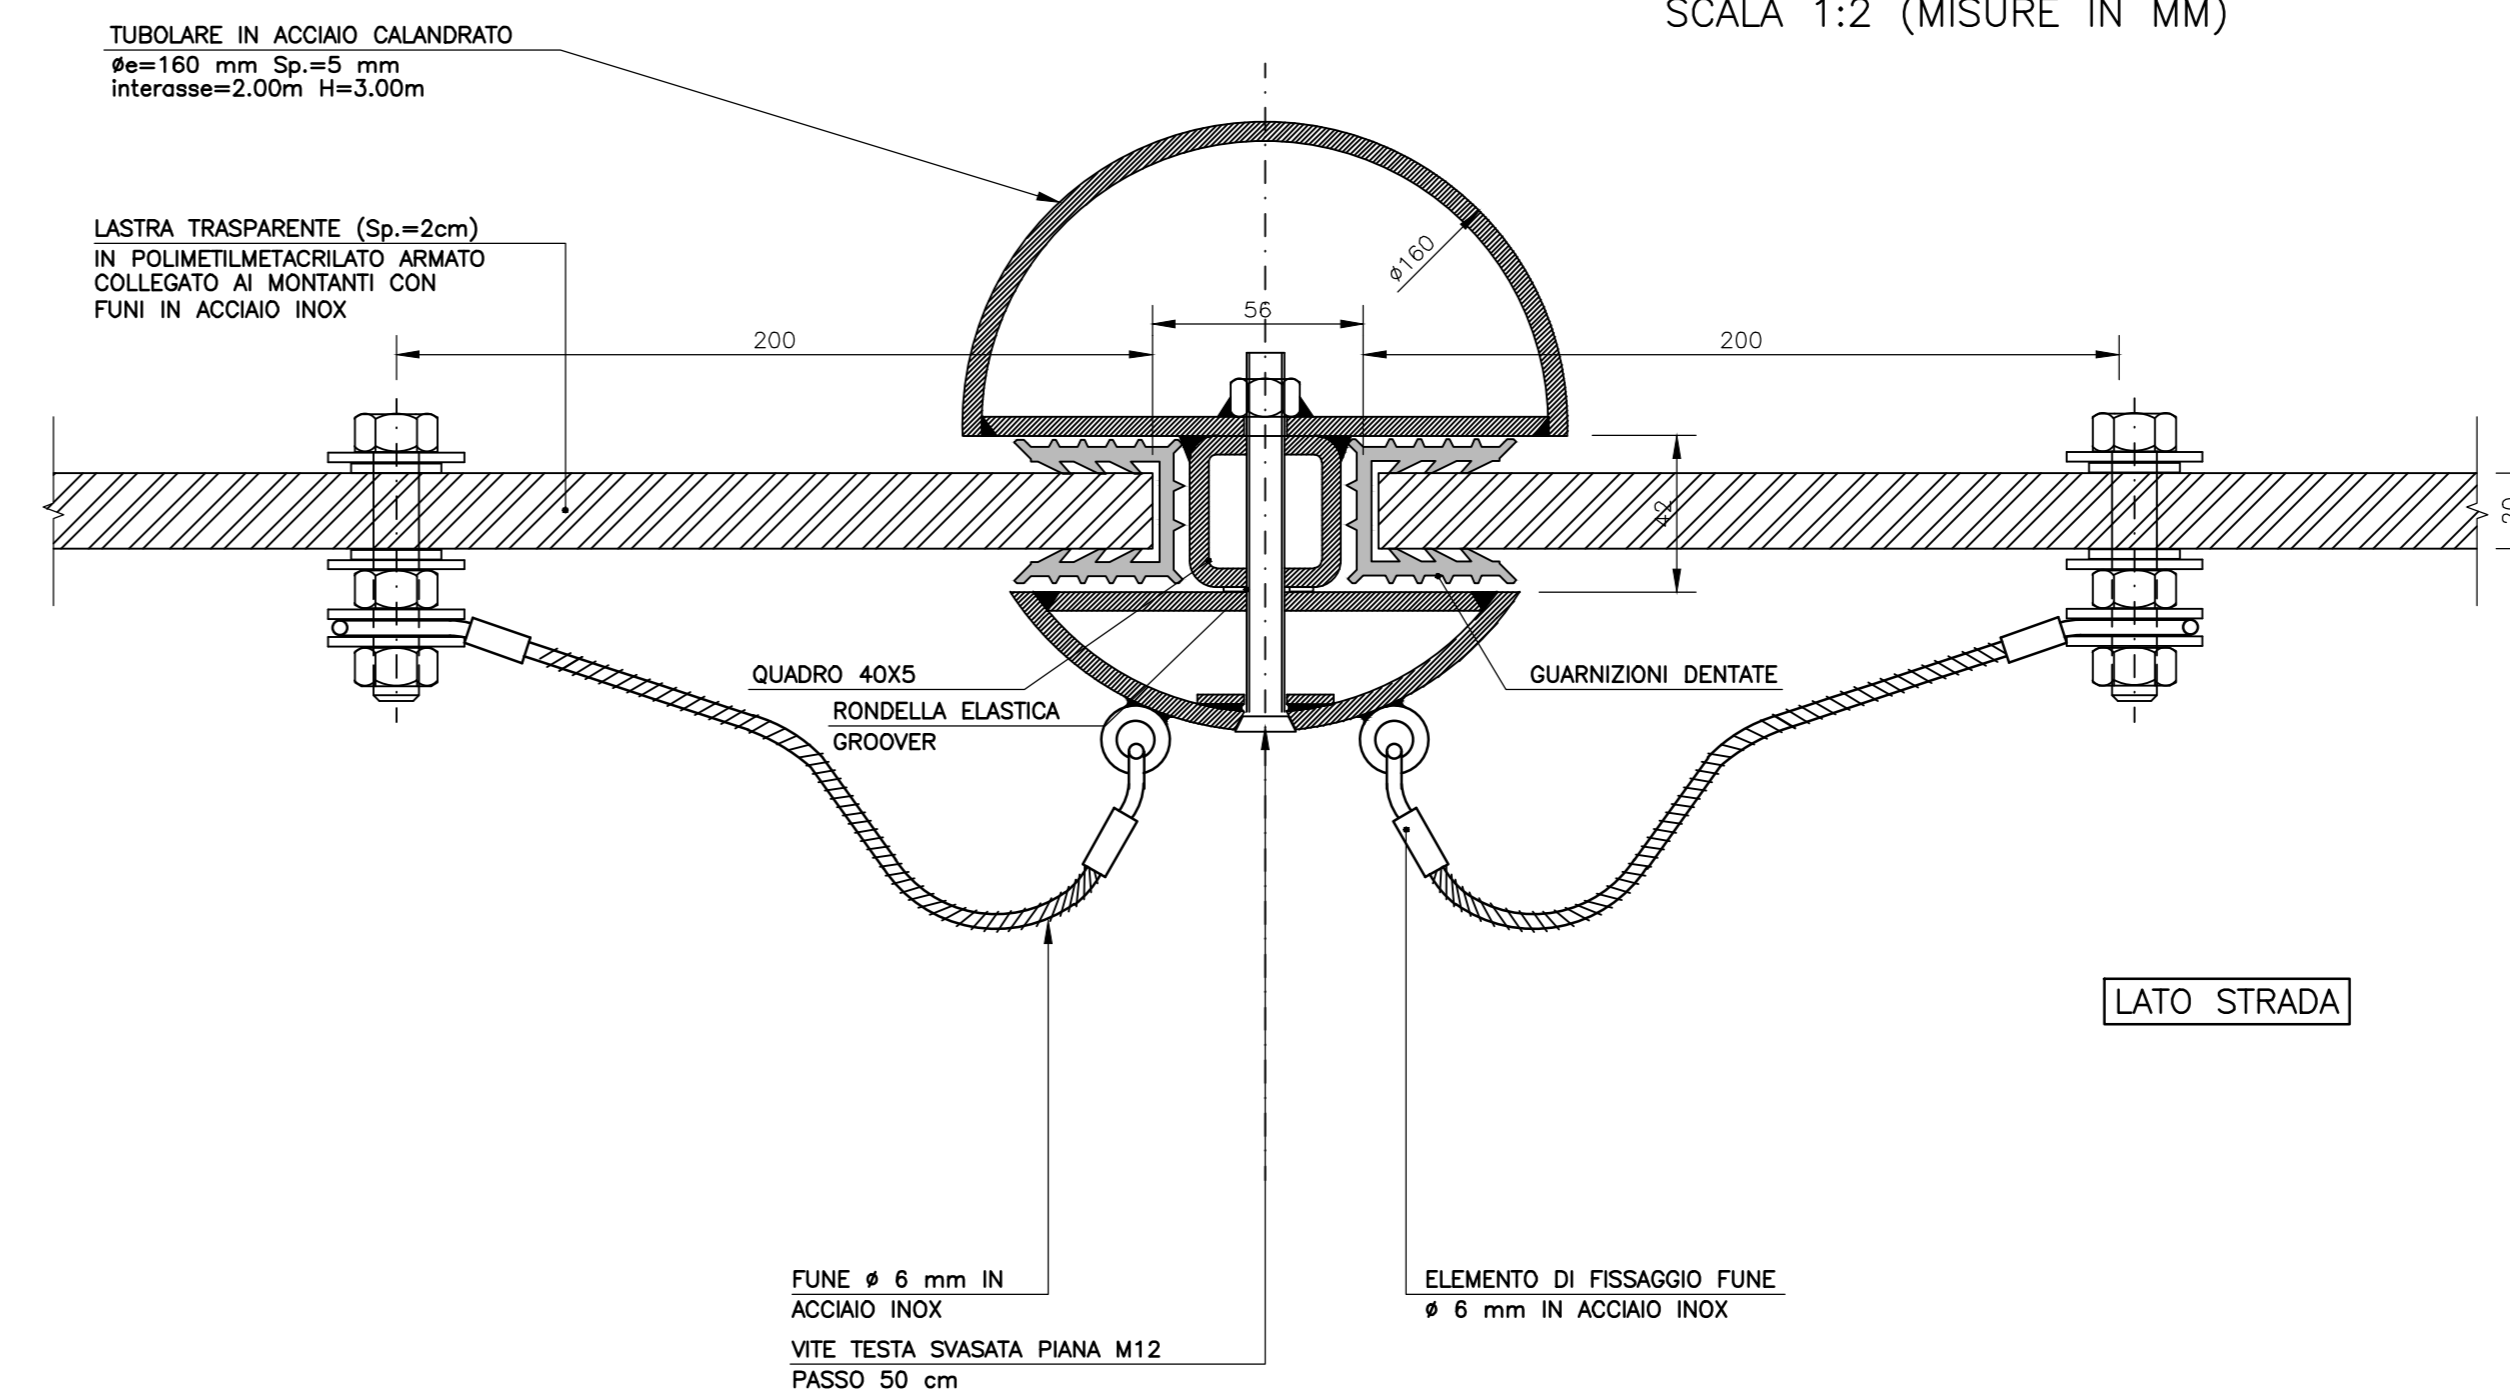 SCALA 1:2 (MISURE IN MM)
TUBOLARE IN ACCIAIO CALANDRATO
øe=160 mm Sp.=5 mm
interasse=2.00m H=3.00m
LASTRA TRASPARENTE (Sp.=2cm)
IN POLIMETILMETACRILATO ARMATO
COLLEGATO AI MONTANTI CON
FUNI IN ACCIAIO INOX
ø160
56
200
200
42
20
QUADRO 40X5
RONDELLA ELASTICA
GROOVER
GUARNIZIONI DENTATE
LATO STRADA
FUNE ø 6 mm IN
ACCIAIO INOX
VITE TESTA SVASATA PIANA M12
PASSO 50 cm
ELEMENTO DI FISSAGGIO FUNE
ø 6 mm IN ACCIAIO INOX